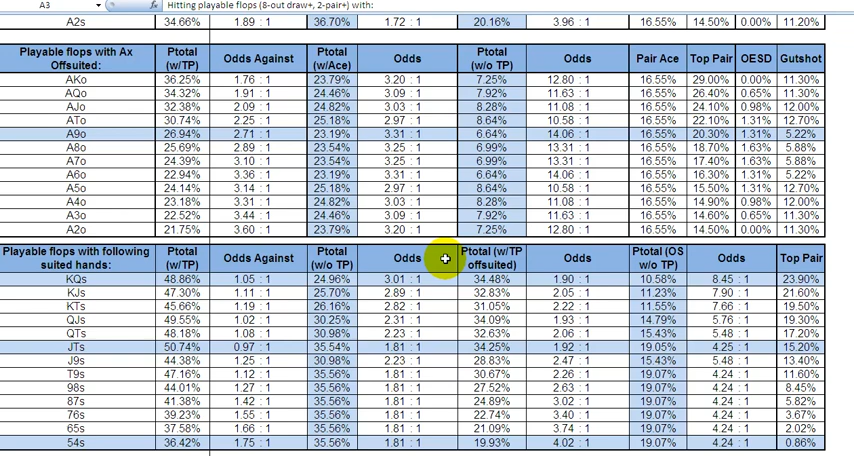 A3 fx Hitting playable flops (8-out draw+, 2-pair+) with:
A2s 34.66% 1.89 : 1 36.70% 1.72 : 1 20.16% 3.96 : 1 16.55% 14.50% 0.00% 11.20%
Playable flops with Ax Offsuited: Ptotal (w/TP) Odds Against Ptotal (w/Ace) Odds Ptotal (w/o TP) Odds Pair Ace Top Pair OESD Gutshot
AKo 36.25% 1.76 : 1 23.79% 3.20 : 1 7.25% 12.80 : 1 16.55% 29.00% 0.00% 11.30%
AQo 34.32% 1.91 : 1 24.46% 3.09 : 1 7.92% 11.63 : 1 16.55% 26.40% 0.65% 11.30%
AJo 32.38% 2.09 : 1 24.82% 3.03 : 1 8.28% 11.08 : 1 16.55% 24.10% 0.98% 12.00%
ATo 30.74% 2.25 : 1 25.18% 2.97 : 1 8.64% 10.58 : 1 16.55% 22.10% 1.31% 12.70%
A9o 26.94% 2.71 : 1 23.19% 3.31 : 1 6.64% 14.06 : 1 16.55% 20.30% 1.31% 5.22%
A8o 25.69% 2.89 : 1 23.54% 3.25 : 1 6.99% 13.31 : 1 16.55% 18.70% 1.63% 5.88%
A7o 24.39% 3.10 : 1 23.54% 3.25 : 1 6.99% 13.31 : 1 16.55% 17.40% 1.63% 5.88%
A6o 22.94% 3.36 : 1 23.19% 3.31 : 1 6.64% 14.06 : 1 16.55% 16.30% 1.31% 5.22%
A5o 24.14% 3.14 : 1 25.18% 2.97 : 1 8.64% 10.58 : 1 16.55% 15.50% 1.31% 12.70%
A4o 23.18% 3.31 : 1 24.82% 3.03 : 1 8.28% 11.08 : 1 16.55% 14.90% 0.98% 12.00%
A3o 22.52% 3.44 : 1 24.46% 3.09 : 1 7.92% 11.63 : 1 16.55% 14.60% 0.65% 11.30%
A2o 21.75% 3.60 : 1 23.79% 3.20 : 1 7.25% 12.80 : 1 16.55% 14.50% 0.00% 11.30%
Playable flops with following suited hands: Ptotal (w/TP) Odds Against Ptotal (w/o TP) Odds Ptotal (w/TP offsuited) Odds Ptotal (OS w/o TP) Odds Top Pair
KQs 48.86% 1.05 : 1 24.96% 3.01 : 1 34.48% 1.90 : 1 10.58% 8.45 : 1 23.90%
KJs 47.30% 1.11 : 1 25.70% 2.89 : 1 32.83% 2.05 : 1 11.23% 7.90 : 1 21.60%
KTs 45.66% 1.19 : 1 26.16% 2.82 : 1 31.05% 2.22 : 1 11.55% 7.66 : 1 19.50%
QJs 49.55% 1.02 : 1 30.25% 2.31 : 1 34.09% 1.93 : 1 14.79% 5.76 : 1 19.30%
QTs 48.18% 1.08 : 1 30.98% 2.23 : 1 32.63% 2.06 : 1 15.43% 5.48 : 1 17.20%
JTs 50.74% 0.97 : 1 35.54% 1.81 : 1 34.25% 1.92 : 1 19.05% 4.25 : 1 15.20%
J9s 44.38% 1.25 : 1 30.98% 2.23 : 1 28.83% 2.47 : 1 15.43% 5.48 : 1 13.40%
T9s 47.16% 1.12 : 1 35.56% 1.81 : 1 30.67% 2.26 : 1 19.07% 4.24 : 1 11.60%
98s 44.01% 1.27 : 1 35.56% 1.81 : 1 27.52% 2.63 : 1 19.07% 4.24 : 1 8.45%
87s 41.38% 1.42 : 1 35.56% 1.81 : 1 24.89% 3.02 : 1 19.07% 4.24 : 1 5.82%
76s 39.23% 1.55 : 1 35.56% 1.81 : 1 22.74% 3.40 : 1 19.07% 4.24 : 1 3.67%
65s 37.58% 1.66 : 1 35.56% 1.81 : 1 21.09% 3.74 : 1 19.07% 4.24 : 1 2.02%
54s 36.42% 1.75 : 1 35.56% 1.81 : 1 19.93% 4.02 : 1 19.07% 4.24 : 1 0.86%